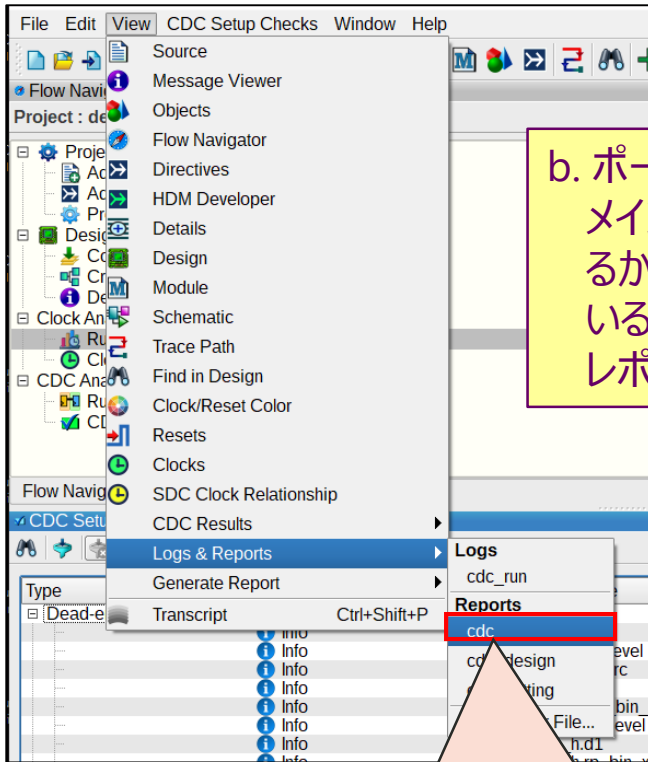 File Edit View CDC Setup Checks Window Help
Source
Message Viewer
Objects
Flow Navigator
Directives
HDM Developer
Details
Design
Module
Schematic
Trace Path
Find in Design
Clock/Reset Color
Resets
Clocks
SDC Clock Relationship
CDC Results
Logs & Reports
Generate Report
Transcript Ctrl+Shift+P
Flow Navi
Project : de
Proje
Ac
Ac
Pr
Desig
Co
Cr
De
Clock An
Ru
Cl
CDC Ana
Ru
CD
Flow Navig
CDC Setu
Type
Dead-e
Info
Info
Info
Info
Info
Info
Info
Logs
cdc_run
Reports
cdc
design
ting
File...
evel
rc
bin_
evel
h.d1
b. ポー
メイ
るか
いる
レポ